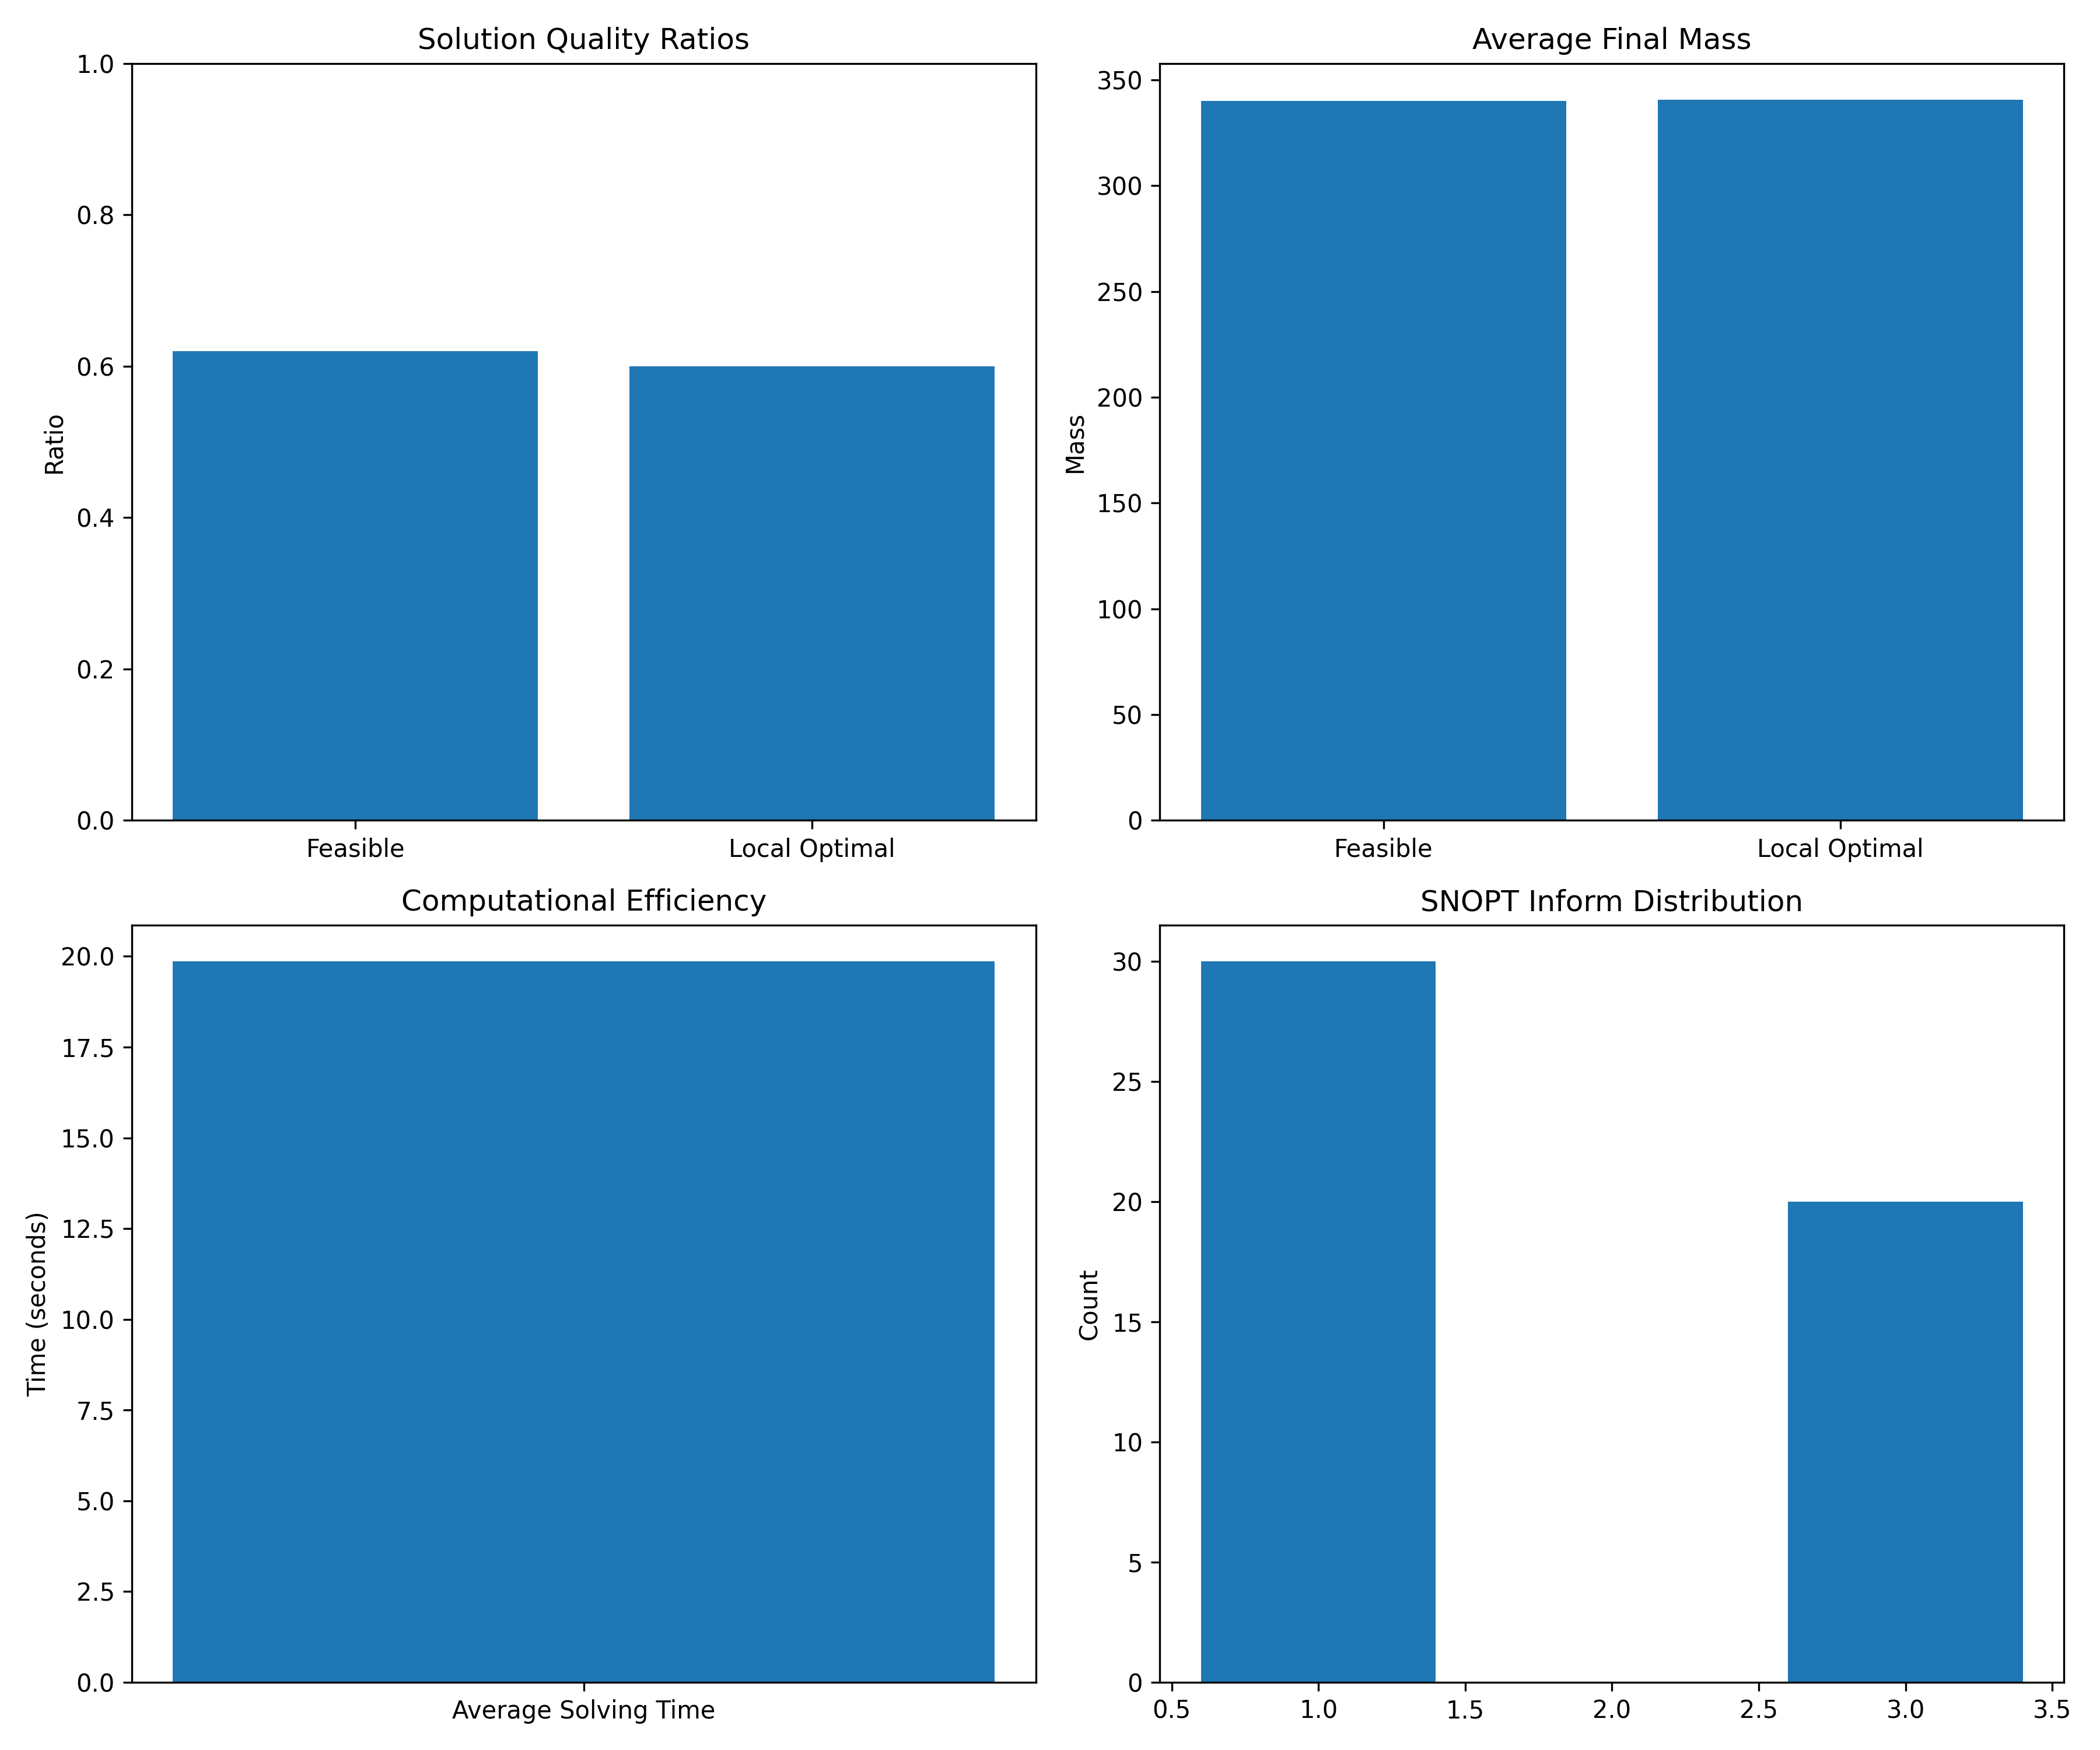 Solution Quality Ratios
1.0
0.8
0.6
0.4
0.2
0.0
Ratio
Feasible
Local Optimal
Average Final Mass
350
300
250
200
150
100
50
0
Mass
Feasible
Local Optimal
Computational Efficiency
20.0
17.5
15.0
12.5
10.0
7.5
5.0
2.5
0.0
Time (seconds)
Average Solving Time
SNOPT Inform Distribution
30
25
20
15
10
5
0
Count
0.5 1.0 1.5 2.0 2.5 3.0 3.5